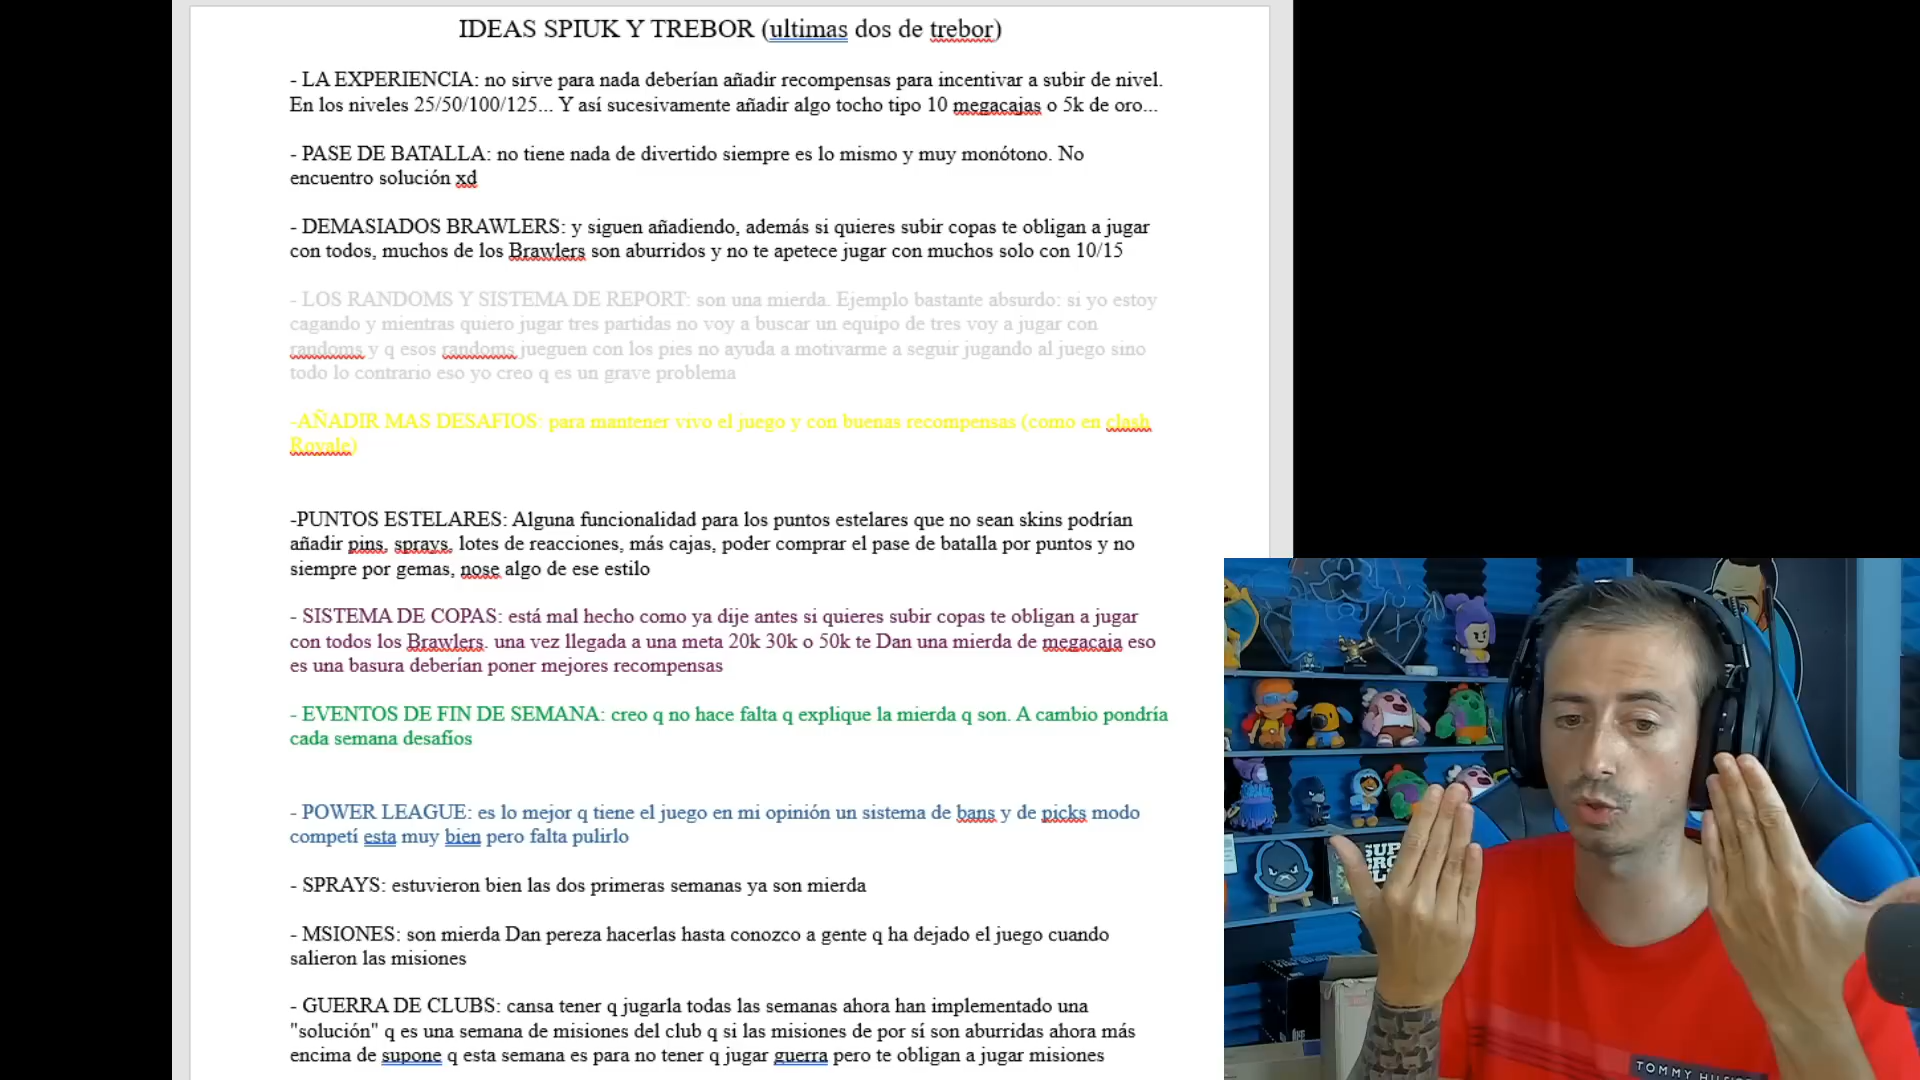 IDEAS SPIUK Y TREBOR (ultimas dos de trebor)
- LA EXPERIENCIA: no sirve para nada deberían añadir recompensas para incentivar a subir de nivel.
En los niveles 25/50/100/125... Y así sucesivamente añadir algo tocho tipo 10 megacajas o 5k de oro...
- PASE DE BATALLA: no tiene nada de divertido siempre es lo mismo y muy monótono. No
encuentro solución xd
- DEMASIADOS BRAWLERS: y siguen añadiendo, además si quieres subir copas te obligan a jugar
con todos, muchos de los Brawlers son aburridos y no te apetece jugar con muchos solo con 10/15
- LOS RANDOMS Y SISTEMA DE REPORT: son una mierda. Ejemplo bastante absurdo: si yo estoy
cagando y mientras quiero jugar tres partidas no voy a buscar un equipo de tres voy a jugar con
randoms y q esos randoms jueguen con los pies no ayuda a motivarme a seguir jugando al juego sino
todo lo contrario eso yo creo q es un grave problema
-AÑADIR MAS DESAFIOS: para mantener vivo el juego y con buenas recompensas (como en clash
Royale)
-PUNTOS ESTELARES: Alguna funcionalidad para los puntos estelares que no sean skins podrían
añadir pins, sprays, lotes de reacciones, más cajas, poder comprar el pase de batalla por puntos y no
siempre por gemas, nose algo de ese estilo
- SISTEMA DE COPAS: está mal hecho como ya dije antes si quieres subir copas te obligan a jugar
con todos los Brawlers. una vez llegada a una meta 20k 30k o 50k te Dan una mierda de megacaja eso
es una basura deberían poner mejores recompensas
- EVENTOS DE FIN DE SEMANA: creo q no hace falta q explique la mierda q son. A cambio pondría
cada semana desafíos
- POWER LEAGUE: es lo mejor q tiene el juego en mi opinión un sistema de bans y de picks modo
competí esta muy bien pero falta pulirlo
- SPRAYS: estuvieron bien las dos primeras semanas ya son mierda
- MSIONES: son mierda Dan pereza hacerlas hasta conozco a gente q ha dejado el juego cuando
salieron las misiones
- GUERRA DE CLUBS: cansa tener q jugarla todas las semanas ahora han implementado una
"solución" q es una semana de misiones del club q si las misiones de por sí son aburridas ahora más
encima de supone q esta semana es para no tener q jugar guerra pero te obligan a jugar misiones
TOMMY